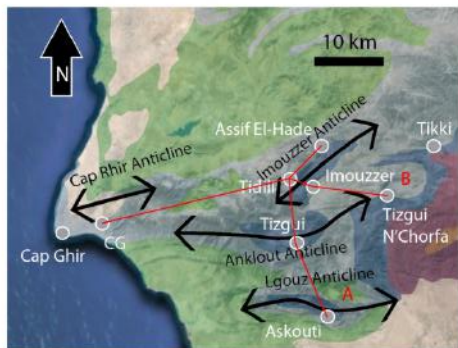 10 km
N
Assif El-Hade
Imouzzer Anticline
Tikki
Cap Rhir Anticline
Tidili
Imouzzer
B
Tizgui
N'Chorfa
CG
Tizgui
Cap Ghir
Anklout Anticline
Lgouz Anticline
A
Askouti